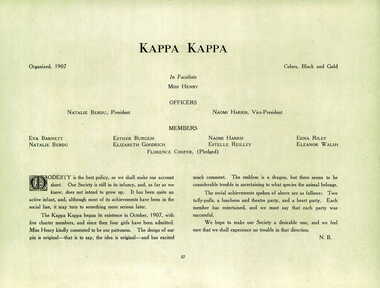 KAPPA KAPPA
Organized, 1907
Colors, Black and Gold
In Facultate
MISS HENRY
OFFICERS
NATALIE BERDU, President
NAOMI HARRIS, Vice-President
MEMBERS
EVA BARNETT
ESTHER BURGESS
NAOMI HARRIS
EDNA RILEY
NATALIE BERDU
ELIZABETH GOODRICH
ESTELLE REILLEY
ELEANOR WALSH
FLORENCE COOPER, (Pledged)
MODESTY is the best policy, so we shall make our account
short. Our Society is still in its infancy, and, as far as we
know, does not intend to grow up. It has been quite an
active infant, and, although most of its achievements have been in the
social line, it may turn to something more serious later.
The Kappa Kappa began its existence in October, 1907, with
five charter members, and since then four girls have been admitted.
Miss Henry kindly consented to be our patroness. The design of our
pin is original—that is to say, the idea is original—and has excited
much comment. The emblem is a dragon, but there seems to be
considerable trouble in ascertaining to what species the animal belongs.
The social achievements spoken of above are as follows: Two
taffy-pulls, a luncheon and theatre party, and a heart party. Each
member has entertained, and we must say that each party was
successful.
We hope to make our Society a desirable one, and we feel
sure that we shall experience no trouble in that direction.
N. B.